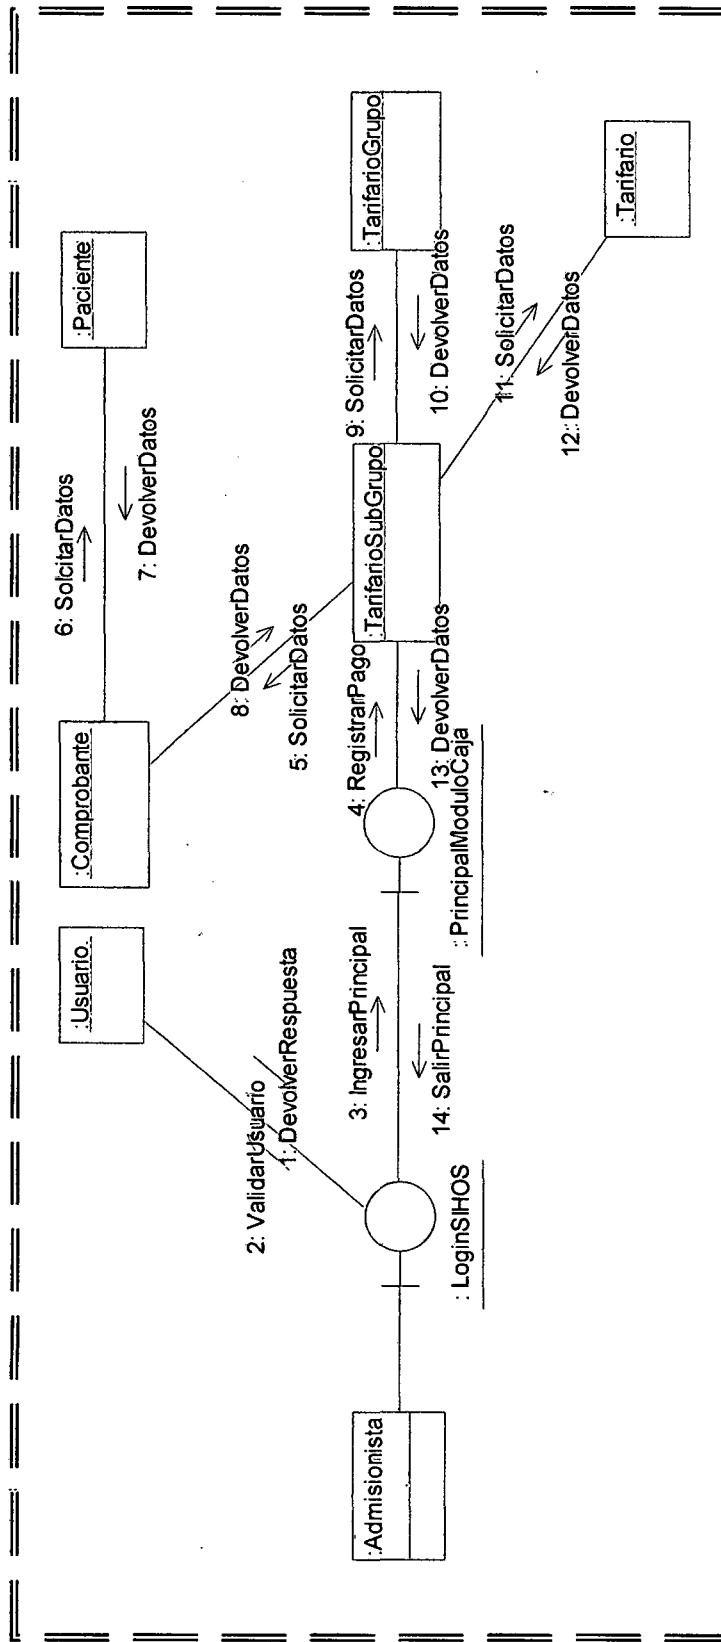 :Usuario
:Comprobante
:Paciente
6: SolcitarDatos
7: DevolverDatos
2: ValidarUsuario
1: DevolverRespuesta
8: DevolverDatos
5: SolicitarDatos
:Admisionista
: LoginSIHOS
3: IngresarPrincipal
14: SalirPrincipal
: PrincipalModuloCaja
4: RegistrarPago
13: DevolverDatos
:TarifarioSubGrupo
9: SolicitarDatos
10: DevolverDatos
:TarifarioGrupo
11: SolicitarDatos
12: DevolverDatos
:Tarifario